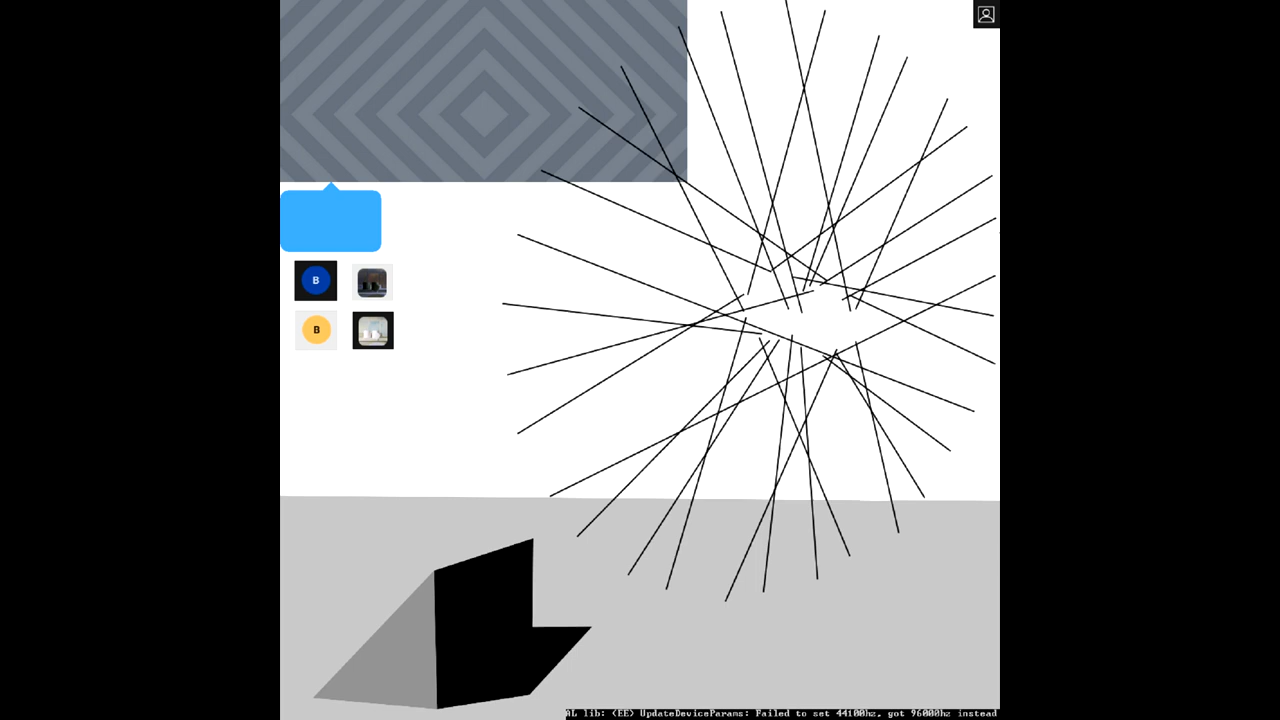 B
B
AL lib: (EE) UpdateDeviceParams: Failed to set 44100hz, got 96000hz instead